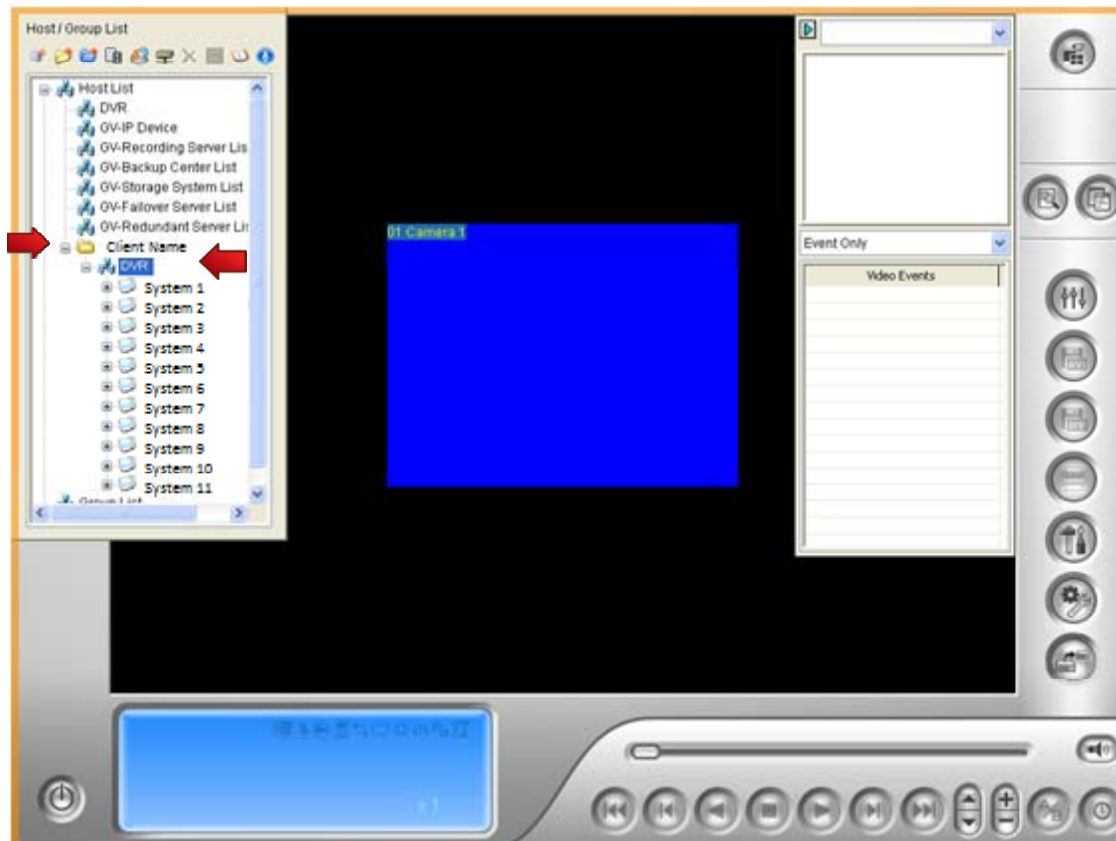 Host / Group List
Host List
DVR
GV-IP Device
GV-Recording Server Lis
GV-Backup Center List
GV-Storage System List
GV-Failover Server List
GV-Redundant Server Lis
Client Name
DVR
System 1
System 2
System 3
System 4
System 5
System 6
System 7
System 8
System 9
System 10
System 11
Group List
01 Camera 1
Event Only
Video Events
x 1
A/B